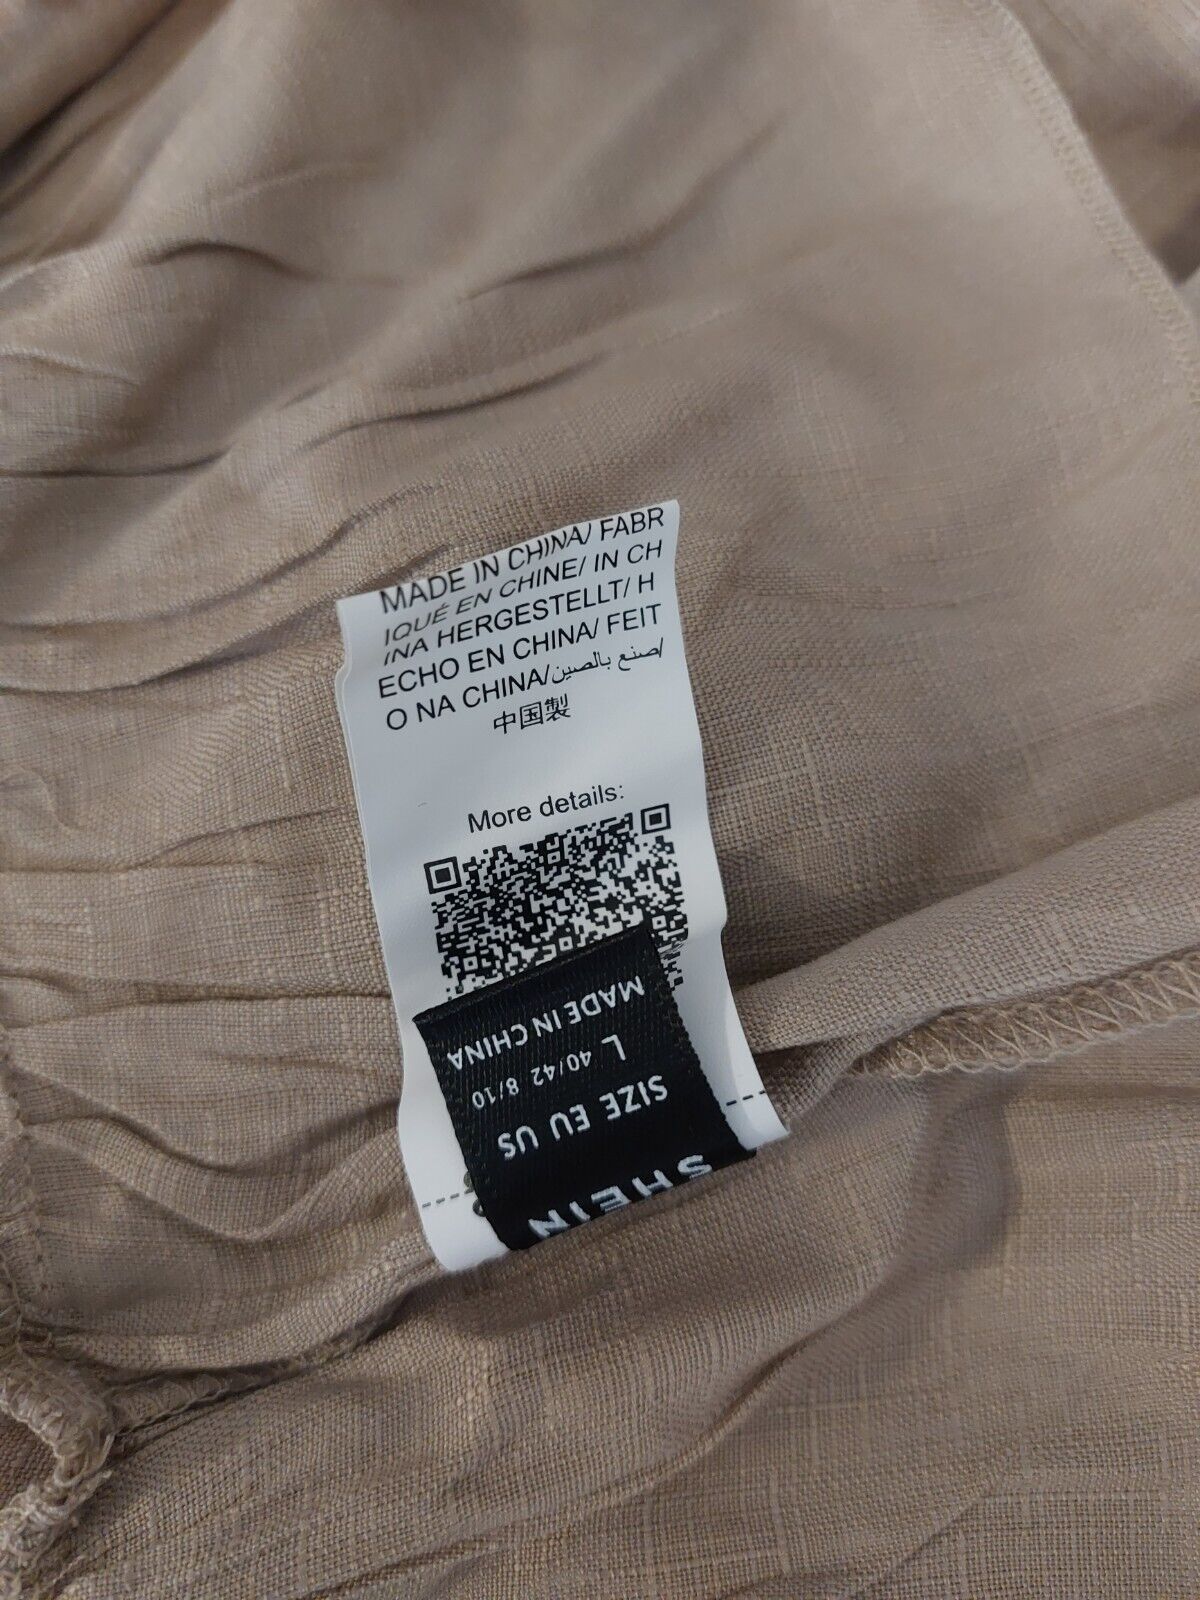 MADE IN CHINA/ FABR
IQUÉ EN CHINE/ IN CH
INA HERGESTELLT/ H
ECHO EN CHINA/ FEIT
O NA CHINA/صنع بالصين/
中国製
More details:
SHEIN
SIZE EU US
L 40/42 8/10
MADE IN CHINA